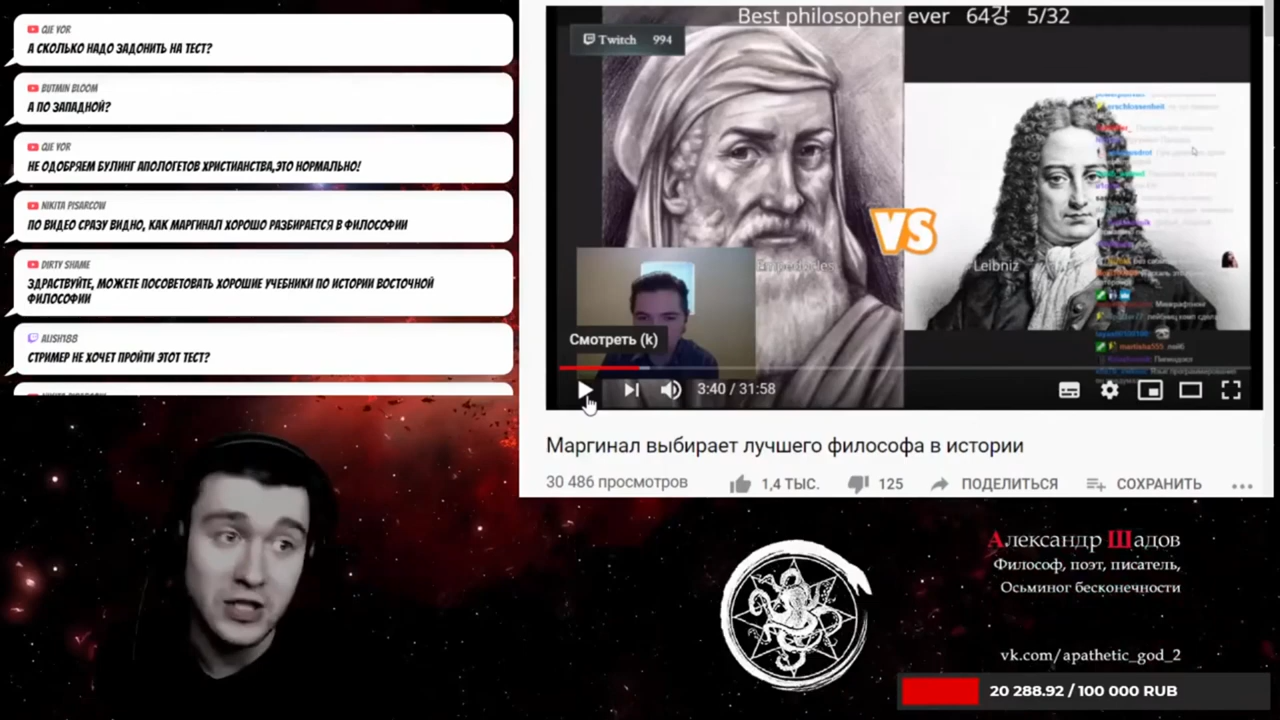 QJE YOR
А СКОЛЬКО НАДО ЗАДОНИТЬ НА ТЕСТ?
BUTMIN BLOOM
А ПО ЗАПАДНОЙ?
QJE YOR
НЕ ОДОБРЯЕМ БУЛИНГ АПОЛОГЕТОВ ХРИСТИАНСТВА,ЭТО НОРМАЛЬНО!
NIKITA PISARCOW
ПО ВИДЕО СРАЗУ ВИДНО, КАК МАРГИНАЛ ХОРОШО РАЗБИРАЕТСЯ В ФИЛОСОФИИ
DIRTY SHAME
ЗДРАСТВУЙТЕ, МОЖЕТЕ ПОСОВЕТОВАТЬ ХОРОШИЕ УЧЕБНИКИ ПО ИСТОРИИ ВОСТОЧНОЙ
ФИЛОСОФИИ
ALISH188
СТРИМЕР НЕ ХОЧЕТ ПРОЙТИ ЭТОТ ТЕСТ?
Best philosopher ever 64강 5/32
Twitch 994
VS
Leibniz
Смотреть (k)
3:40 / 31:58
Маргинал выбирает лучшего философа в истории
30 486 просмотров
1,4 ТЫС.
125
ПОДЕЛИТЬСЯ
СОХРАНИТЬ
Александр Шадов
Философ, поэт, писатель,
Осьминог бесконечности
vk.com/apathetic_god_2
20 288.92 / 100 000 RUB